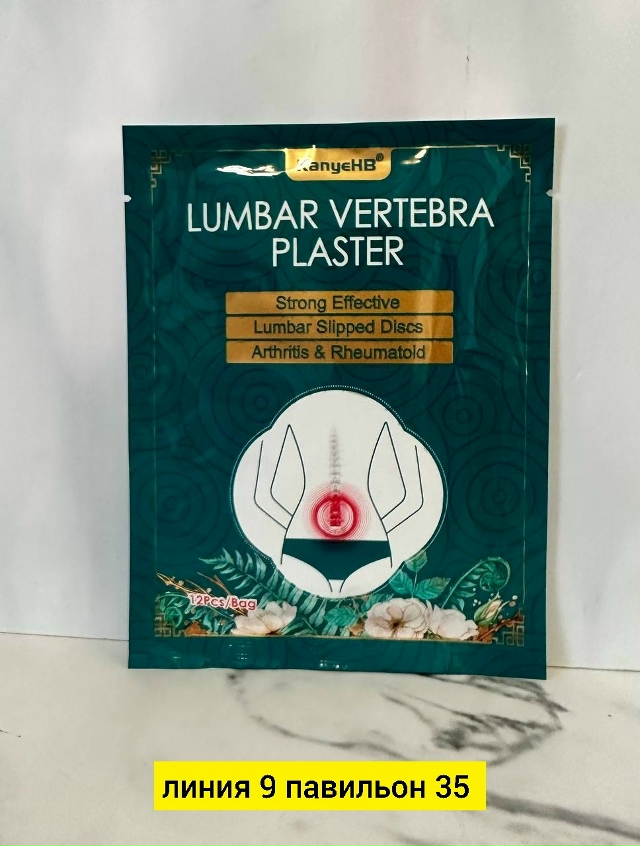 KanyeHB®
LUMBAR VERTEBRA
PLASTER
Strong Effective
Lumbar Slipped Discs
Arthritis & Rheumatoid
12Pcs/Bag
линия 9 павильон 35